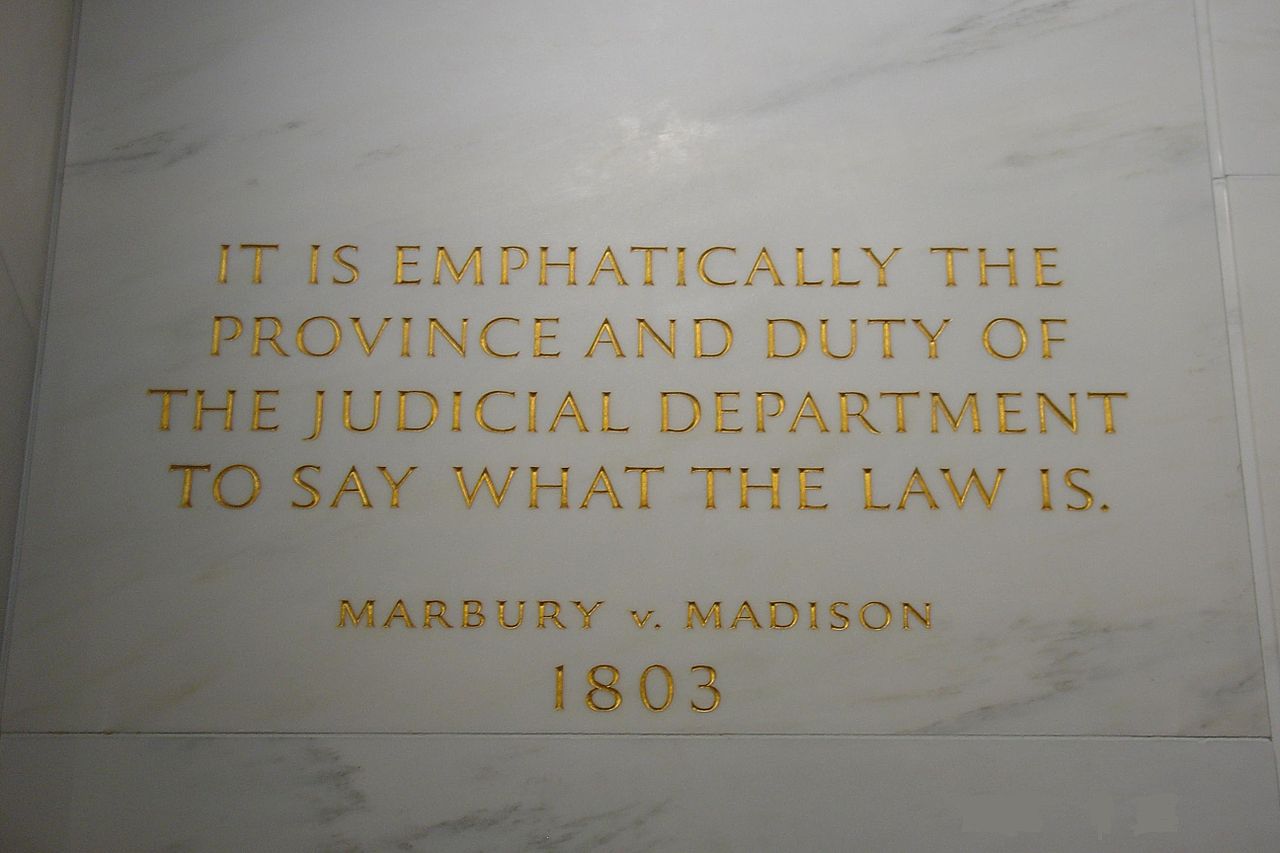 IT IS EMPHATICALLY THE
PROVINCE AND DUTY OF
THE JUDICIAL DEPARTMENT
TO SAY WHAT THE LAW IS.
MARBURY v. MADISON
1803